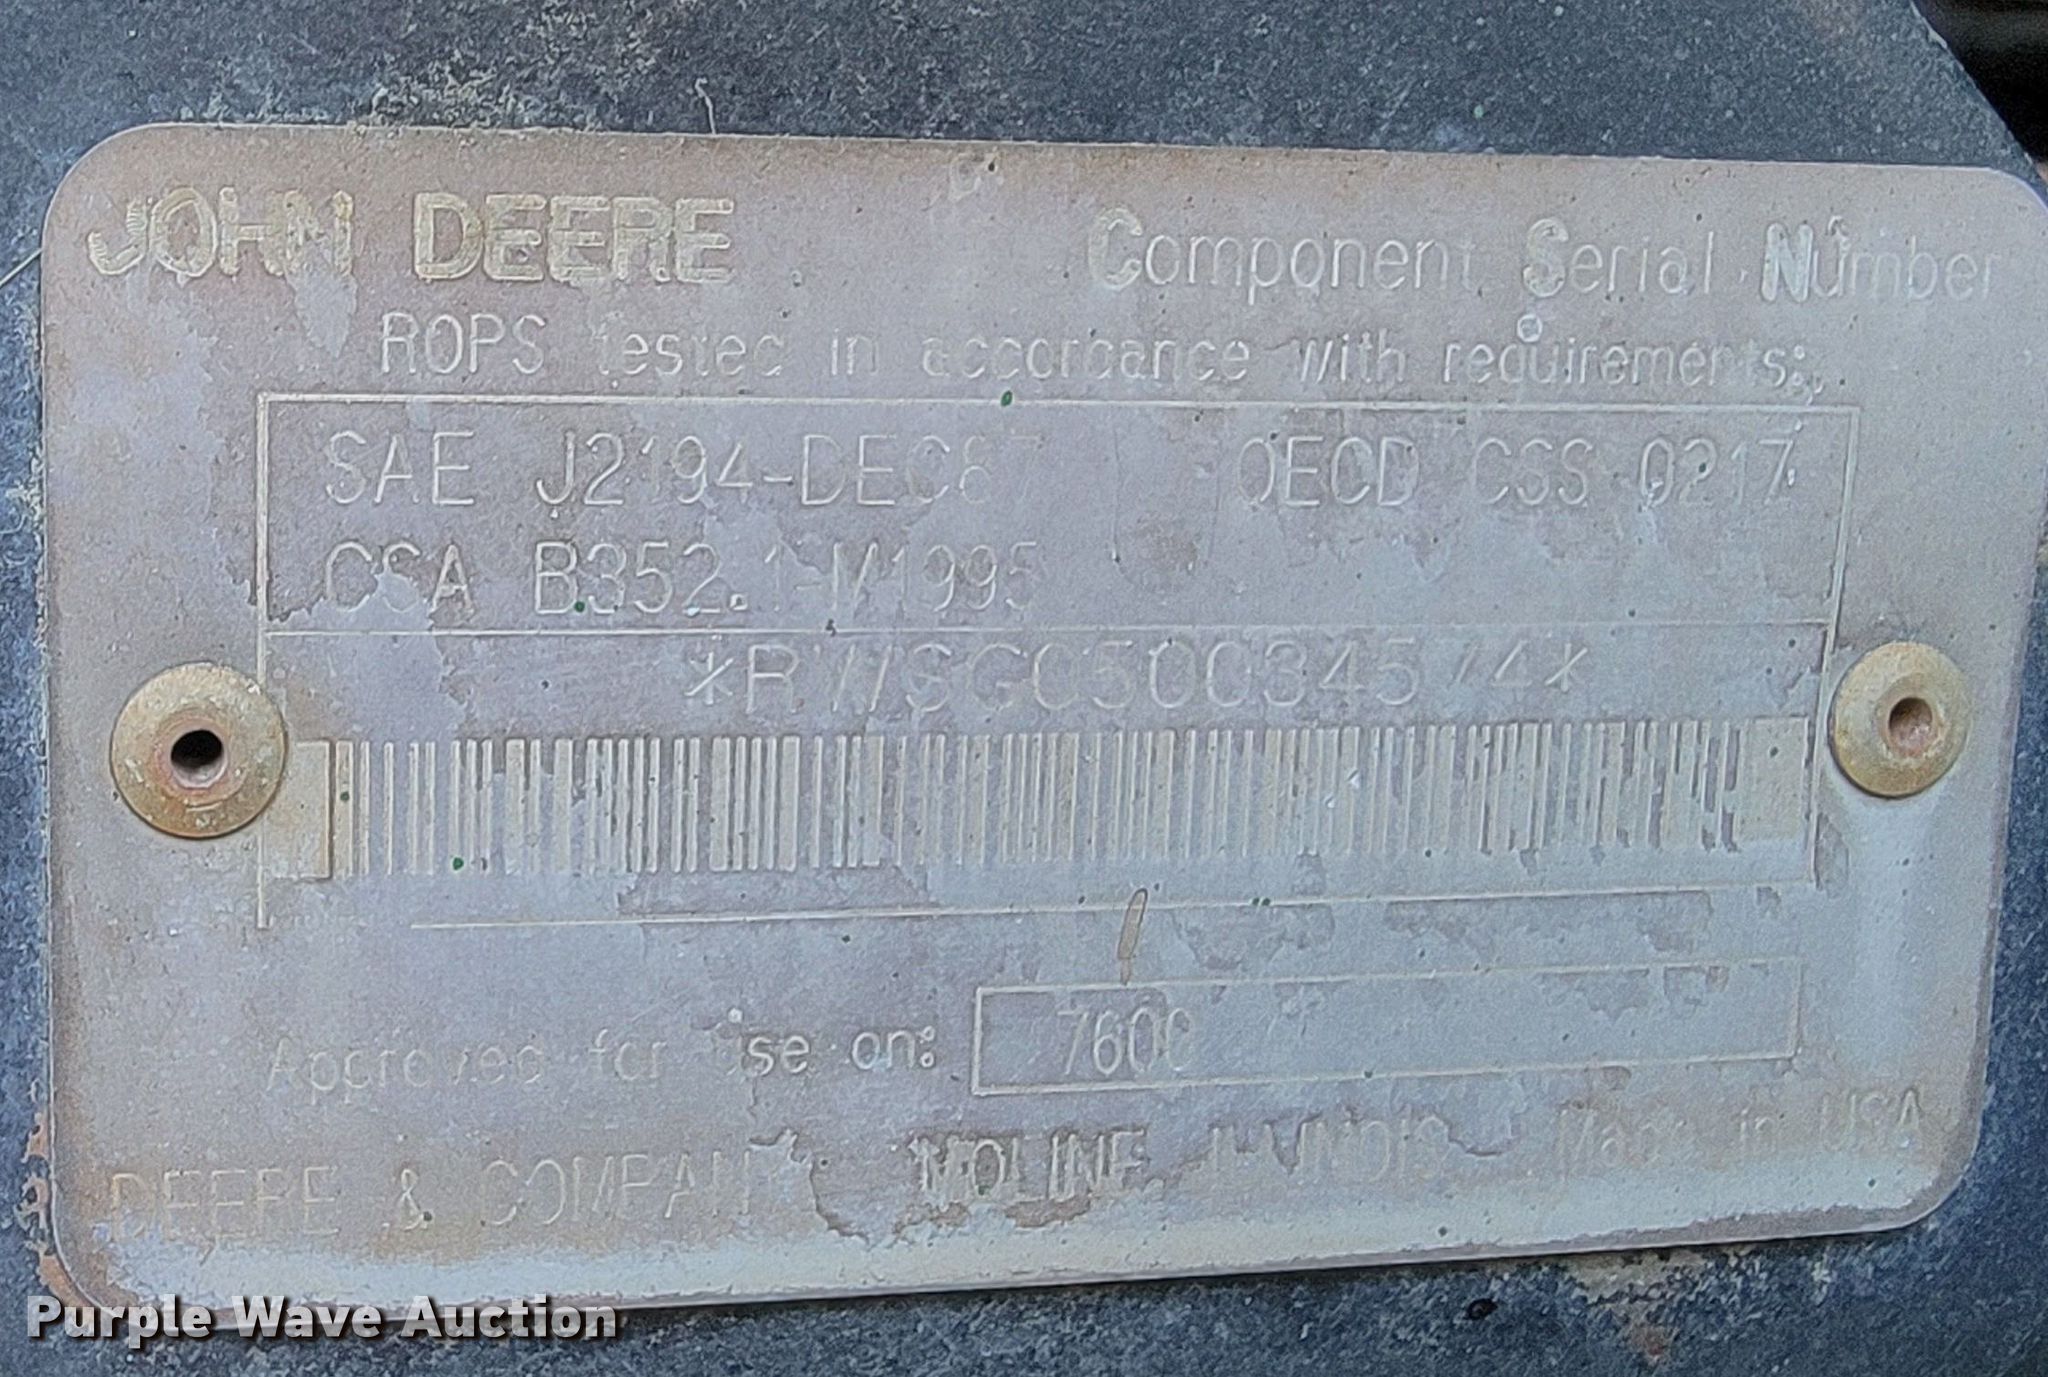 JOHN DEERE Component Serial Number
ROPS tested in accordance with requirements:
SAE J2194-DEC87 OECD CSS 0217
CSA B352.1-M1995
Approved for Use on: 7600
DEERE & COMPANY MOLINE, ILLINOIS Made in USA
Purple Wave Auction